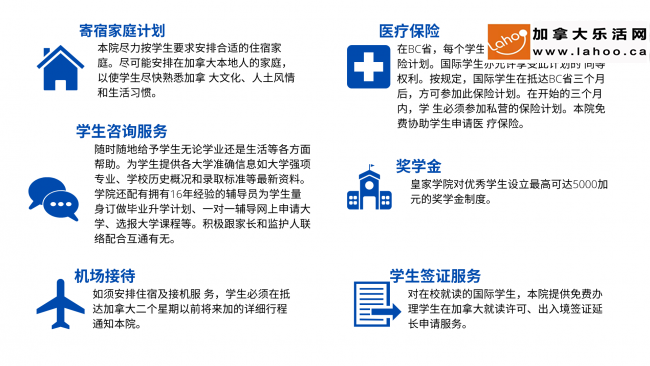 寄宿家庭计划
本院尽力按学生要求安排合适的住宿家
庭。尽可能安排在加拿大本地人的家庭，
以使学生尽快熟悉加拿 大文化、人土风情
和生活习惯。
学生咨询服务
随时随地给予学生无论学业还是生活等各方面
帮助。为学生提供各大学准确信息如大学强项
专业、学校历史概况和录取标准等最新资料。
学院还配有拥有16年经验的辅导员为学生量
身订做毕业升学计划、一对一辅导网上申请大
学、选报大学课程等。积极跟家长和监护人联
络配合互通有无。
机场接待
如须安排住宿及接机服 务，学生必须在抵
达加拿大二个星期以前将来加的详细行程
通知本院。
医疗保险
在BC省，每个学生
险计划。国际学生亦允许享受此计划的 同等
权利。按规定，国际学生在抵达BC省三个月
后，方可参加此保险计划。在开始的三个月
内，学 生必须参加私营的保险计划。本院免
费协助学生申请医 疗保险。
奖学金
皇家学院对优秀学生设立最高可达5000加
元的奖学金制度。
学生签证服务
对在校就读的国际学生，本院提供免费办
理学生在加拿大就读许可、出入境签证延
长申请服务。
Lahoo
加拿大乐活网
www.lahoo.ca